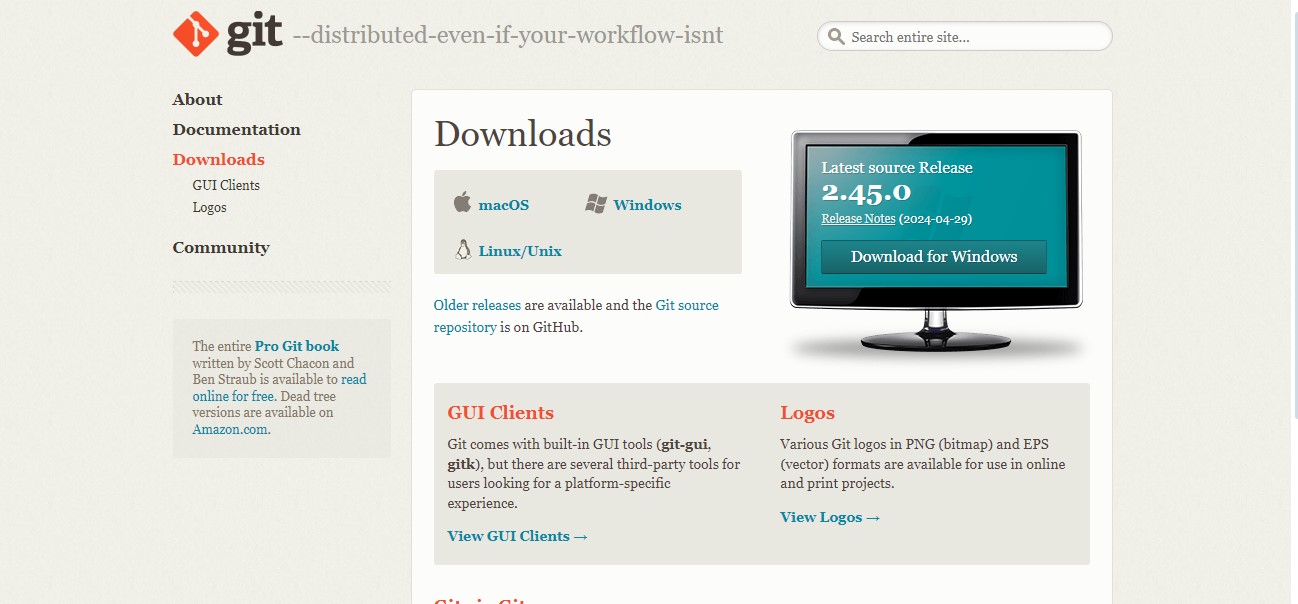 git --distributed-even-if-your-workflow-isnt
Search entire site...
About
Documentation
Downloads
GUI Clients
Logos
Community
The entire Pro Git book
written by Scott Chacon and
Ben Straub is available to read
online for free. Dead tree
versions are available on
Amazon.com.
Downloads
macOS
Windows
Linux/Unix
Older releases are available and the Git source
repository is on GitHub.
Latest source Release
2.45.0
Release Notes (2024-04-29)
Download for Windows
GUI Clients
Git comes with built-in GUI tools (git-gui,
gitk), but there are several third-party tools for
users looking for a platform-specific
experience.
View GUI Clients →
Logos
Various Git logos in PNG (bitmap) and EPS
(vector) formats are available for use in online
and print projects.
View Logos →